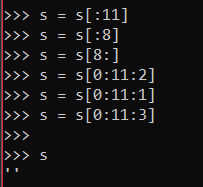 >>> s = s[:11]
>>> s = s[:8]
>>> s = s[8:]
>>> s = s[0:11:2]
>>> s = s[0:11:1]
>>> s = s[0:11:3]
>>>
>>> s
''